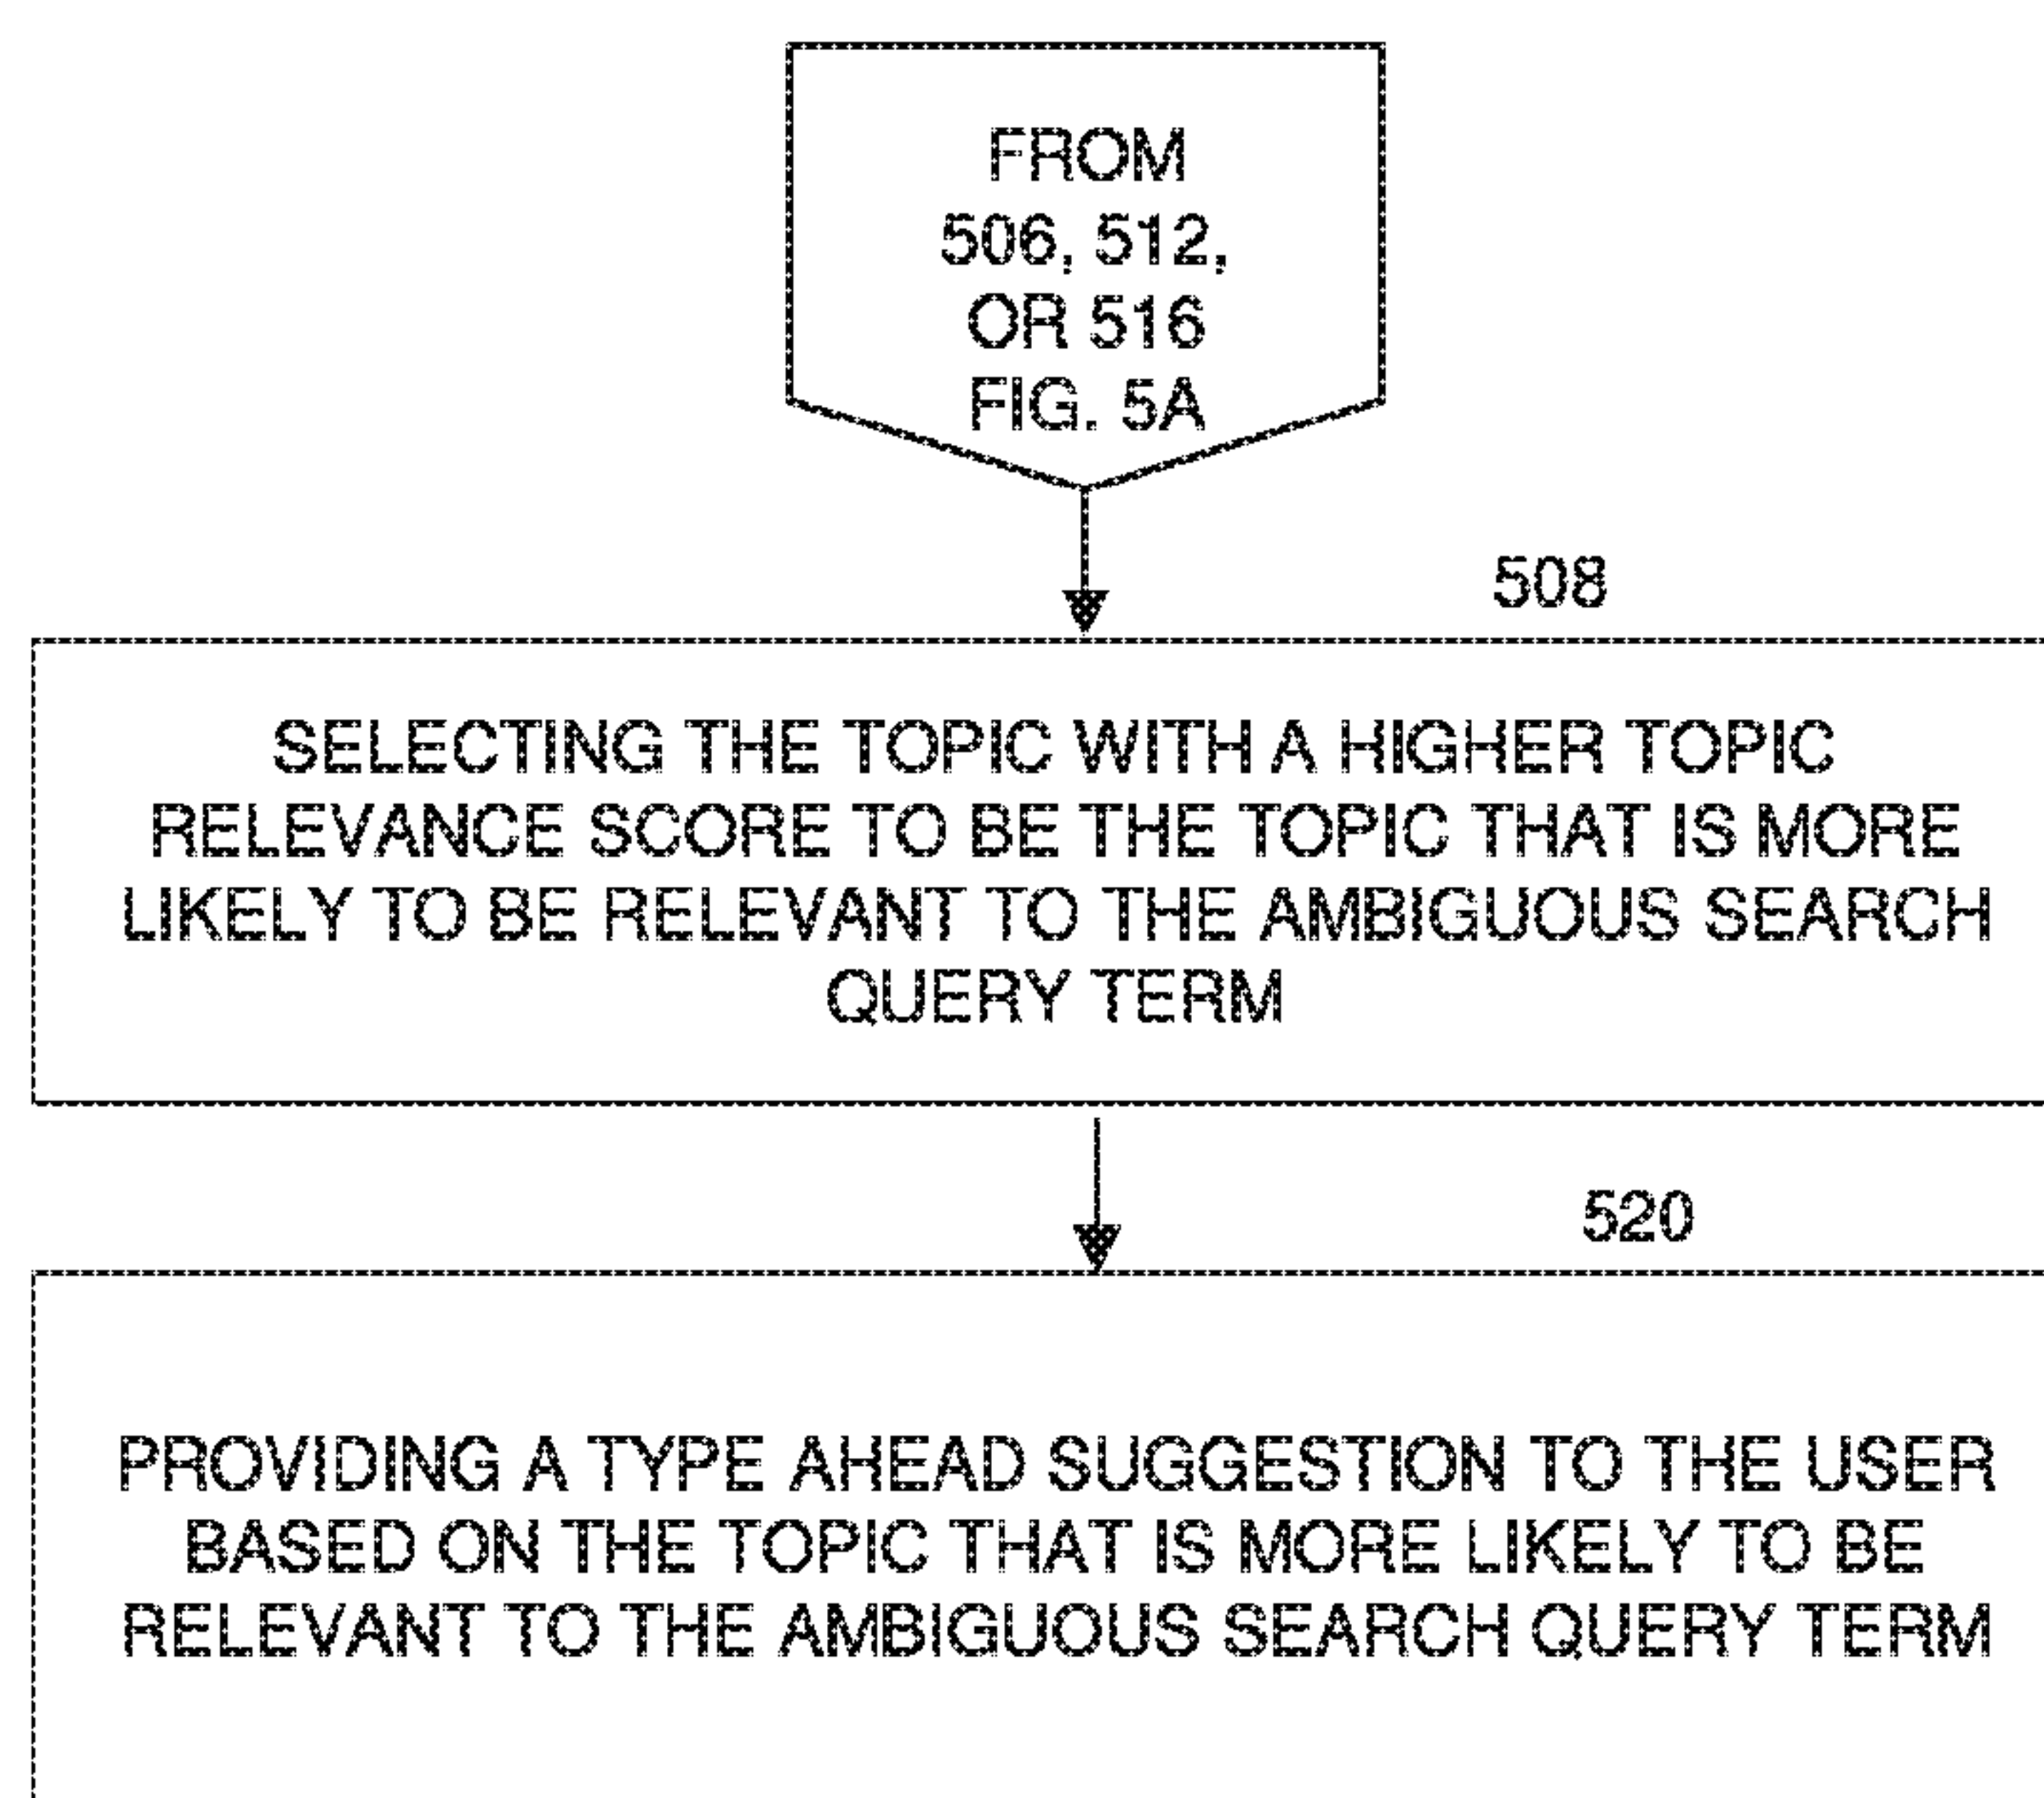 FROM
506, 512,
OR 516
FIG. 5A
508
SELECTING THE TOPIC WITH A HIGHER TOPIC
RELEVANCE SCORE TO BE THE TOPIC THAT IS MORE
LIKELY TO BE RELEVANT TO THE AMBIGUOUS SEARCH
QUERY TERM
520
PROVIDING A TYPE AHEAD SUGGESTION TO THE USER
BASED ON THE TOPIC THAT IS MORE LIKELY TO BE
RELEVANT TO THE AMBIGUOUS SEARCH QUERY TERM